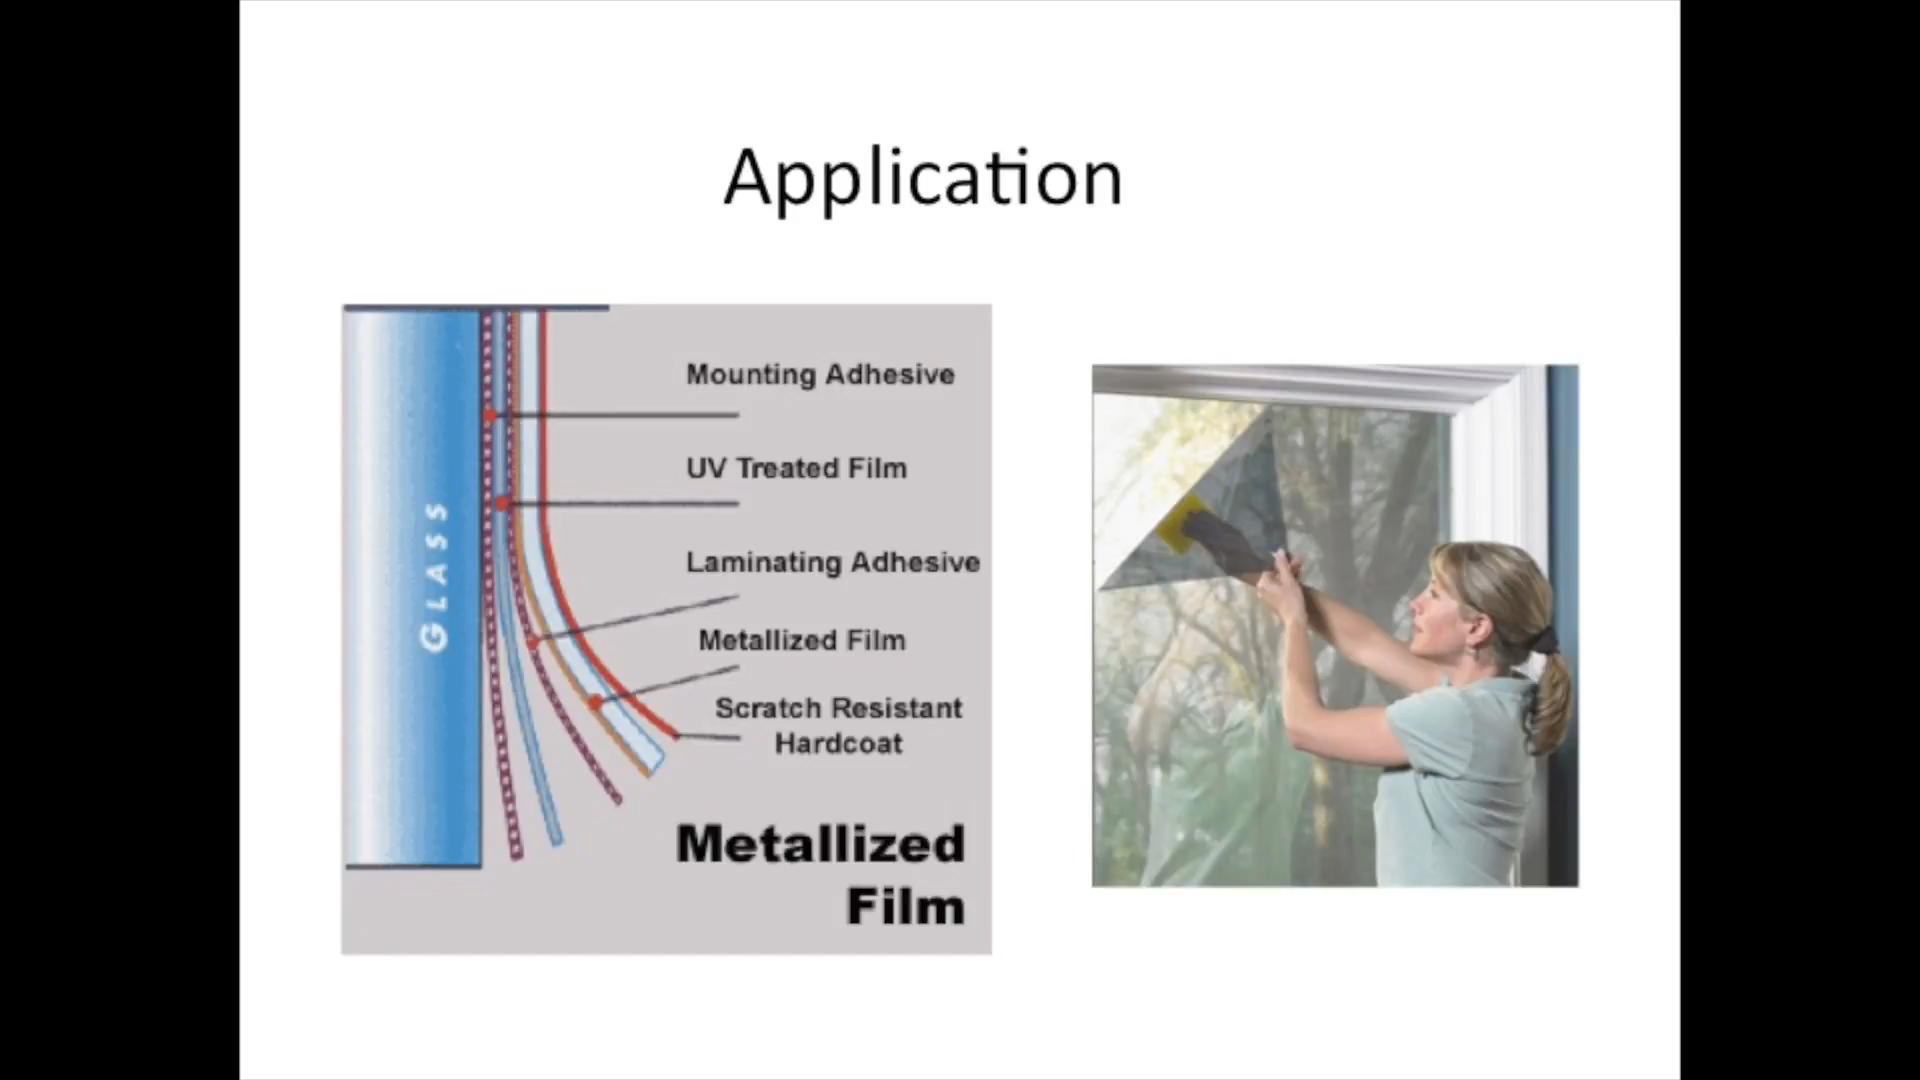 Application
GLASS
Mounting Adhesive
UV Treated Film
Laminating Adhesive
Metallized Film
Scratch Resistant
Hardcoat
Metallized
Film